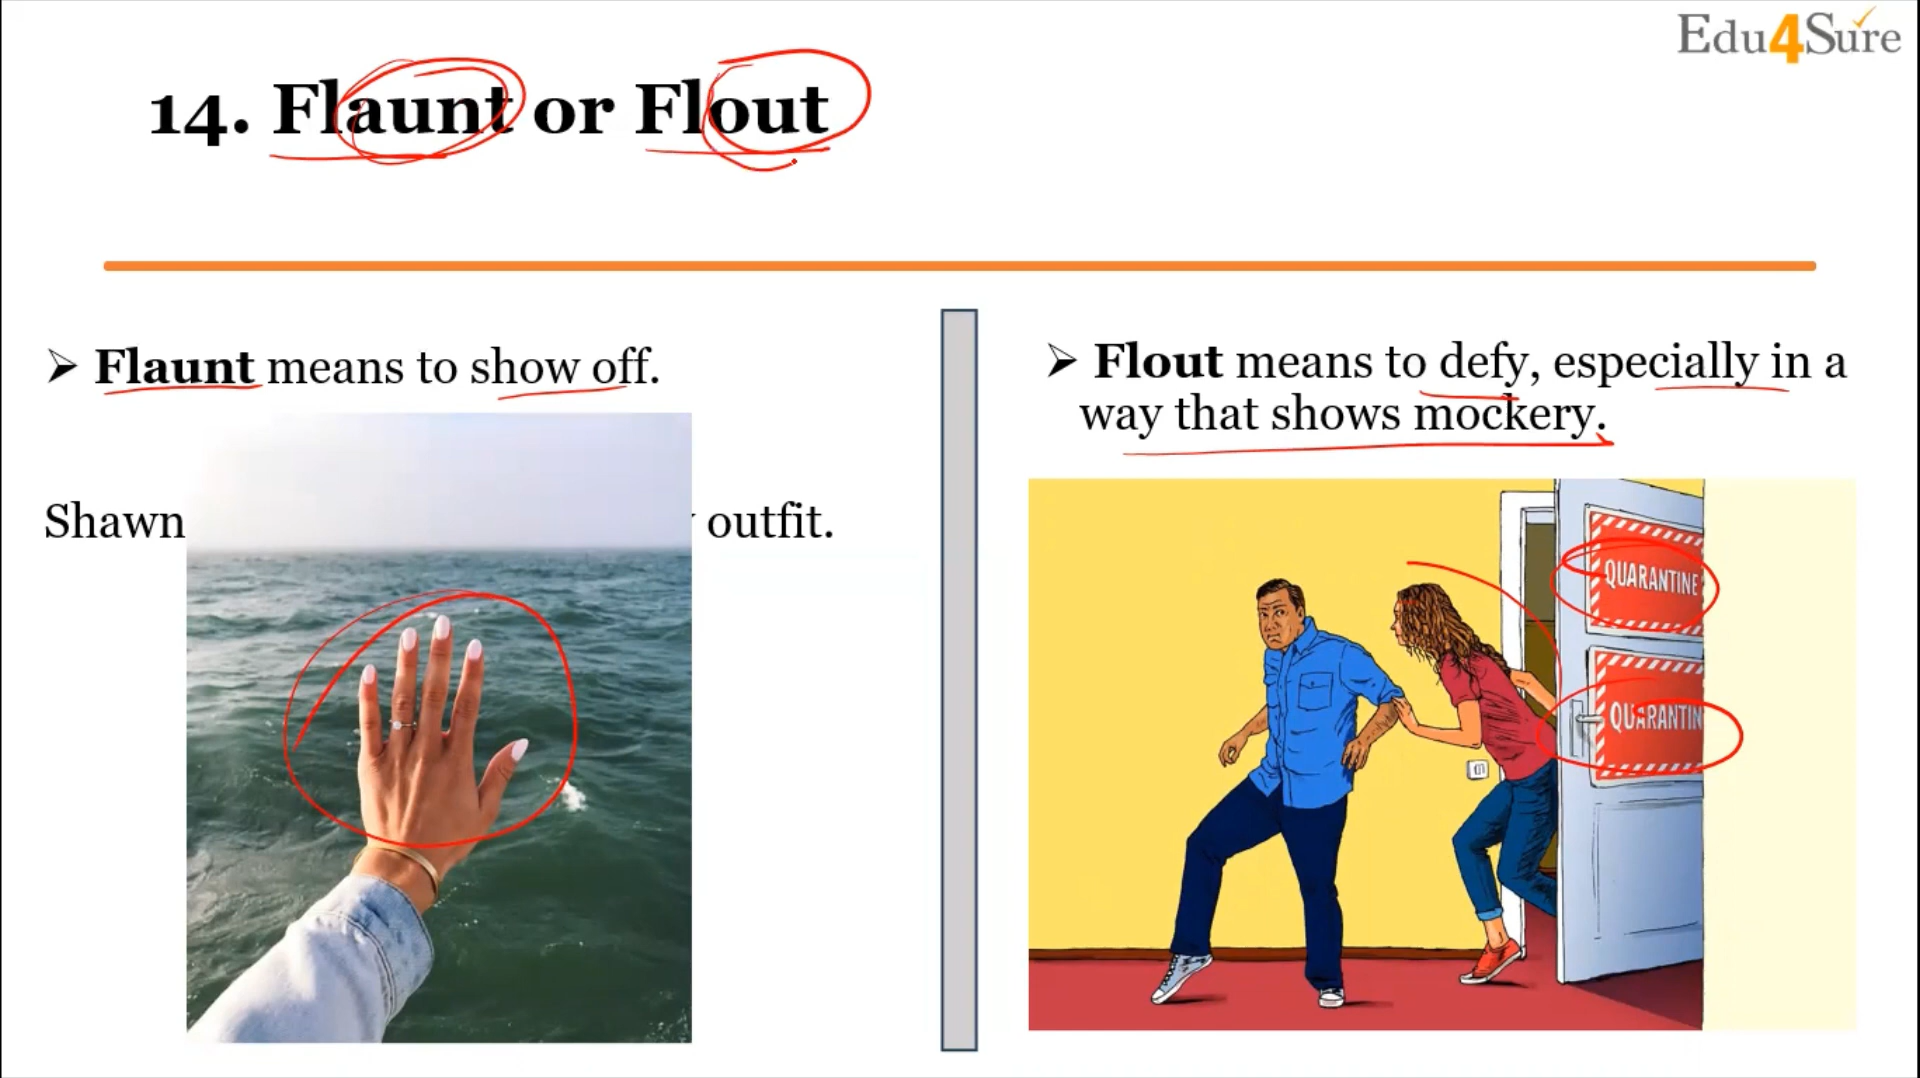 Edu4Sure
14. Flaunt or Flout
➢ Flaunt means to show off.
Shawn outfit.
➢ Flout means to defy, especially in a
way that shows mockery.
QUARANTINE
QUARANTIN